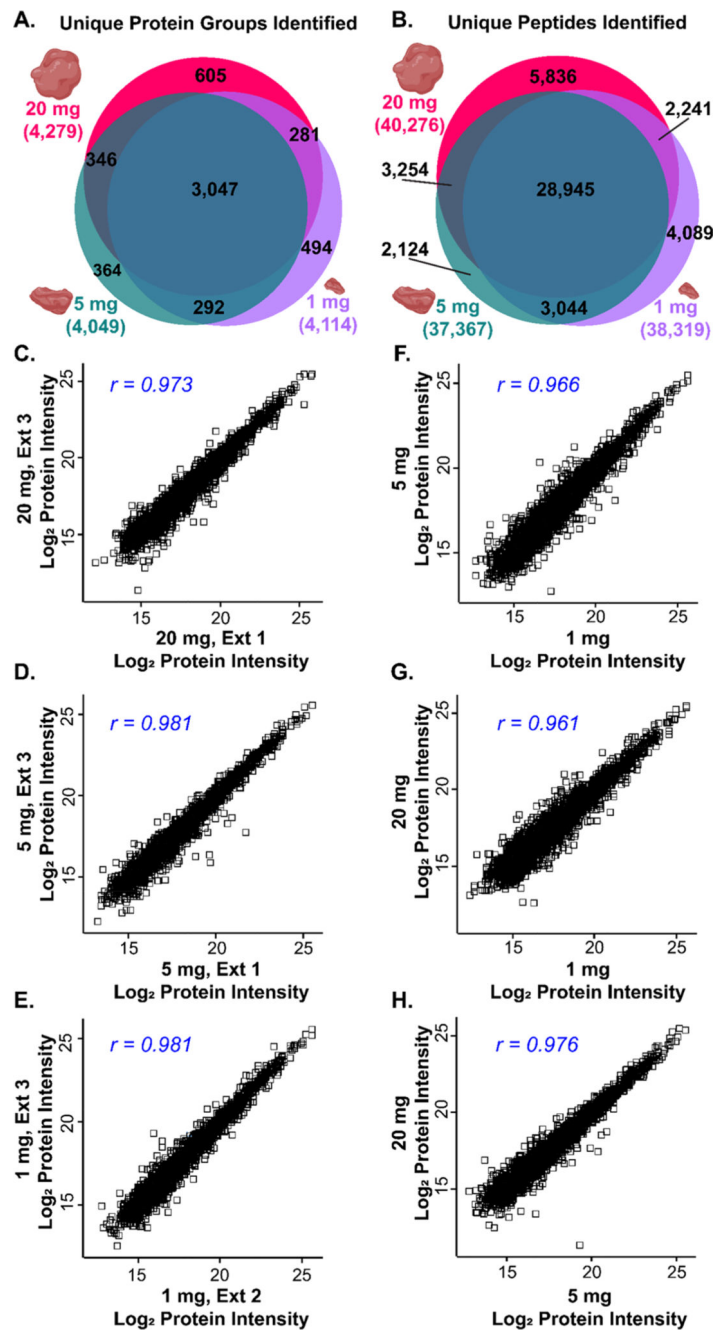 A. Unique Protein Groups Identified
605
20 mg
(4,279)
281
346
3,047
494
364
5 mg
(4,049)
292
1 mg
(4,114)
B. Unique Peptides Identified
5,836
20 mg
(40,276)
2,241
3,254
28,945
4,089
2,124
5 mg
(37,367)
3,044
1 mg
(38,319)
C.
r = 0.973
20 mg, Ext 3
Log₂ Protein Intensity
25
20
15
15 20 25
20 mg, Ext 1
Log₂ Protein Intensity
F.
r = 0.966
5 mg
Log₂ Protein Intensity
25
20
15
15 20 25
1 mg
Log₂ Protein Intensity
D.
r = 0.981
5 mg, Ext 3
Log₂ Protein Intensity
25
20
15
15 20 25
5 mg, Ext 1
Log₂ Protein Intensity
G.
r = 0.961
20 mg
Log₂ Protein Intensity
25
20
15
15 20 25
1 mg
Log₂ Protein Intensity
E.
r = 0.981
1 mg, Ext 3
Log₂ Protein Intensity
25
20
15
15 20 25
1 mg, Ext 2
Log₂ Protein Intensity
H.
r = 0.976
20 mg
Log₂ Protein Intensity
25
20
15
15 20 25
5 mg
Log₂ Protein Intensity